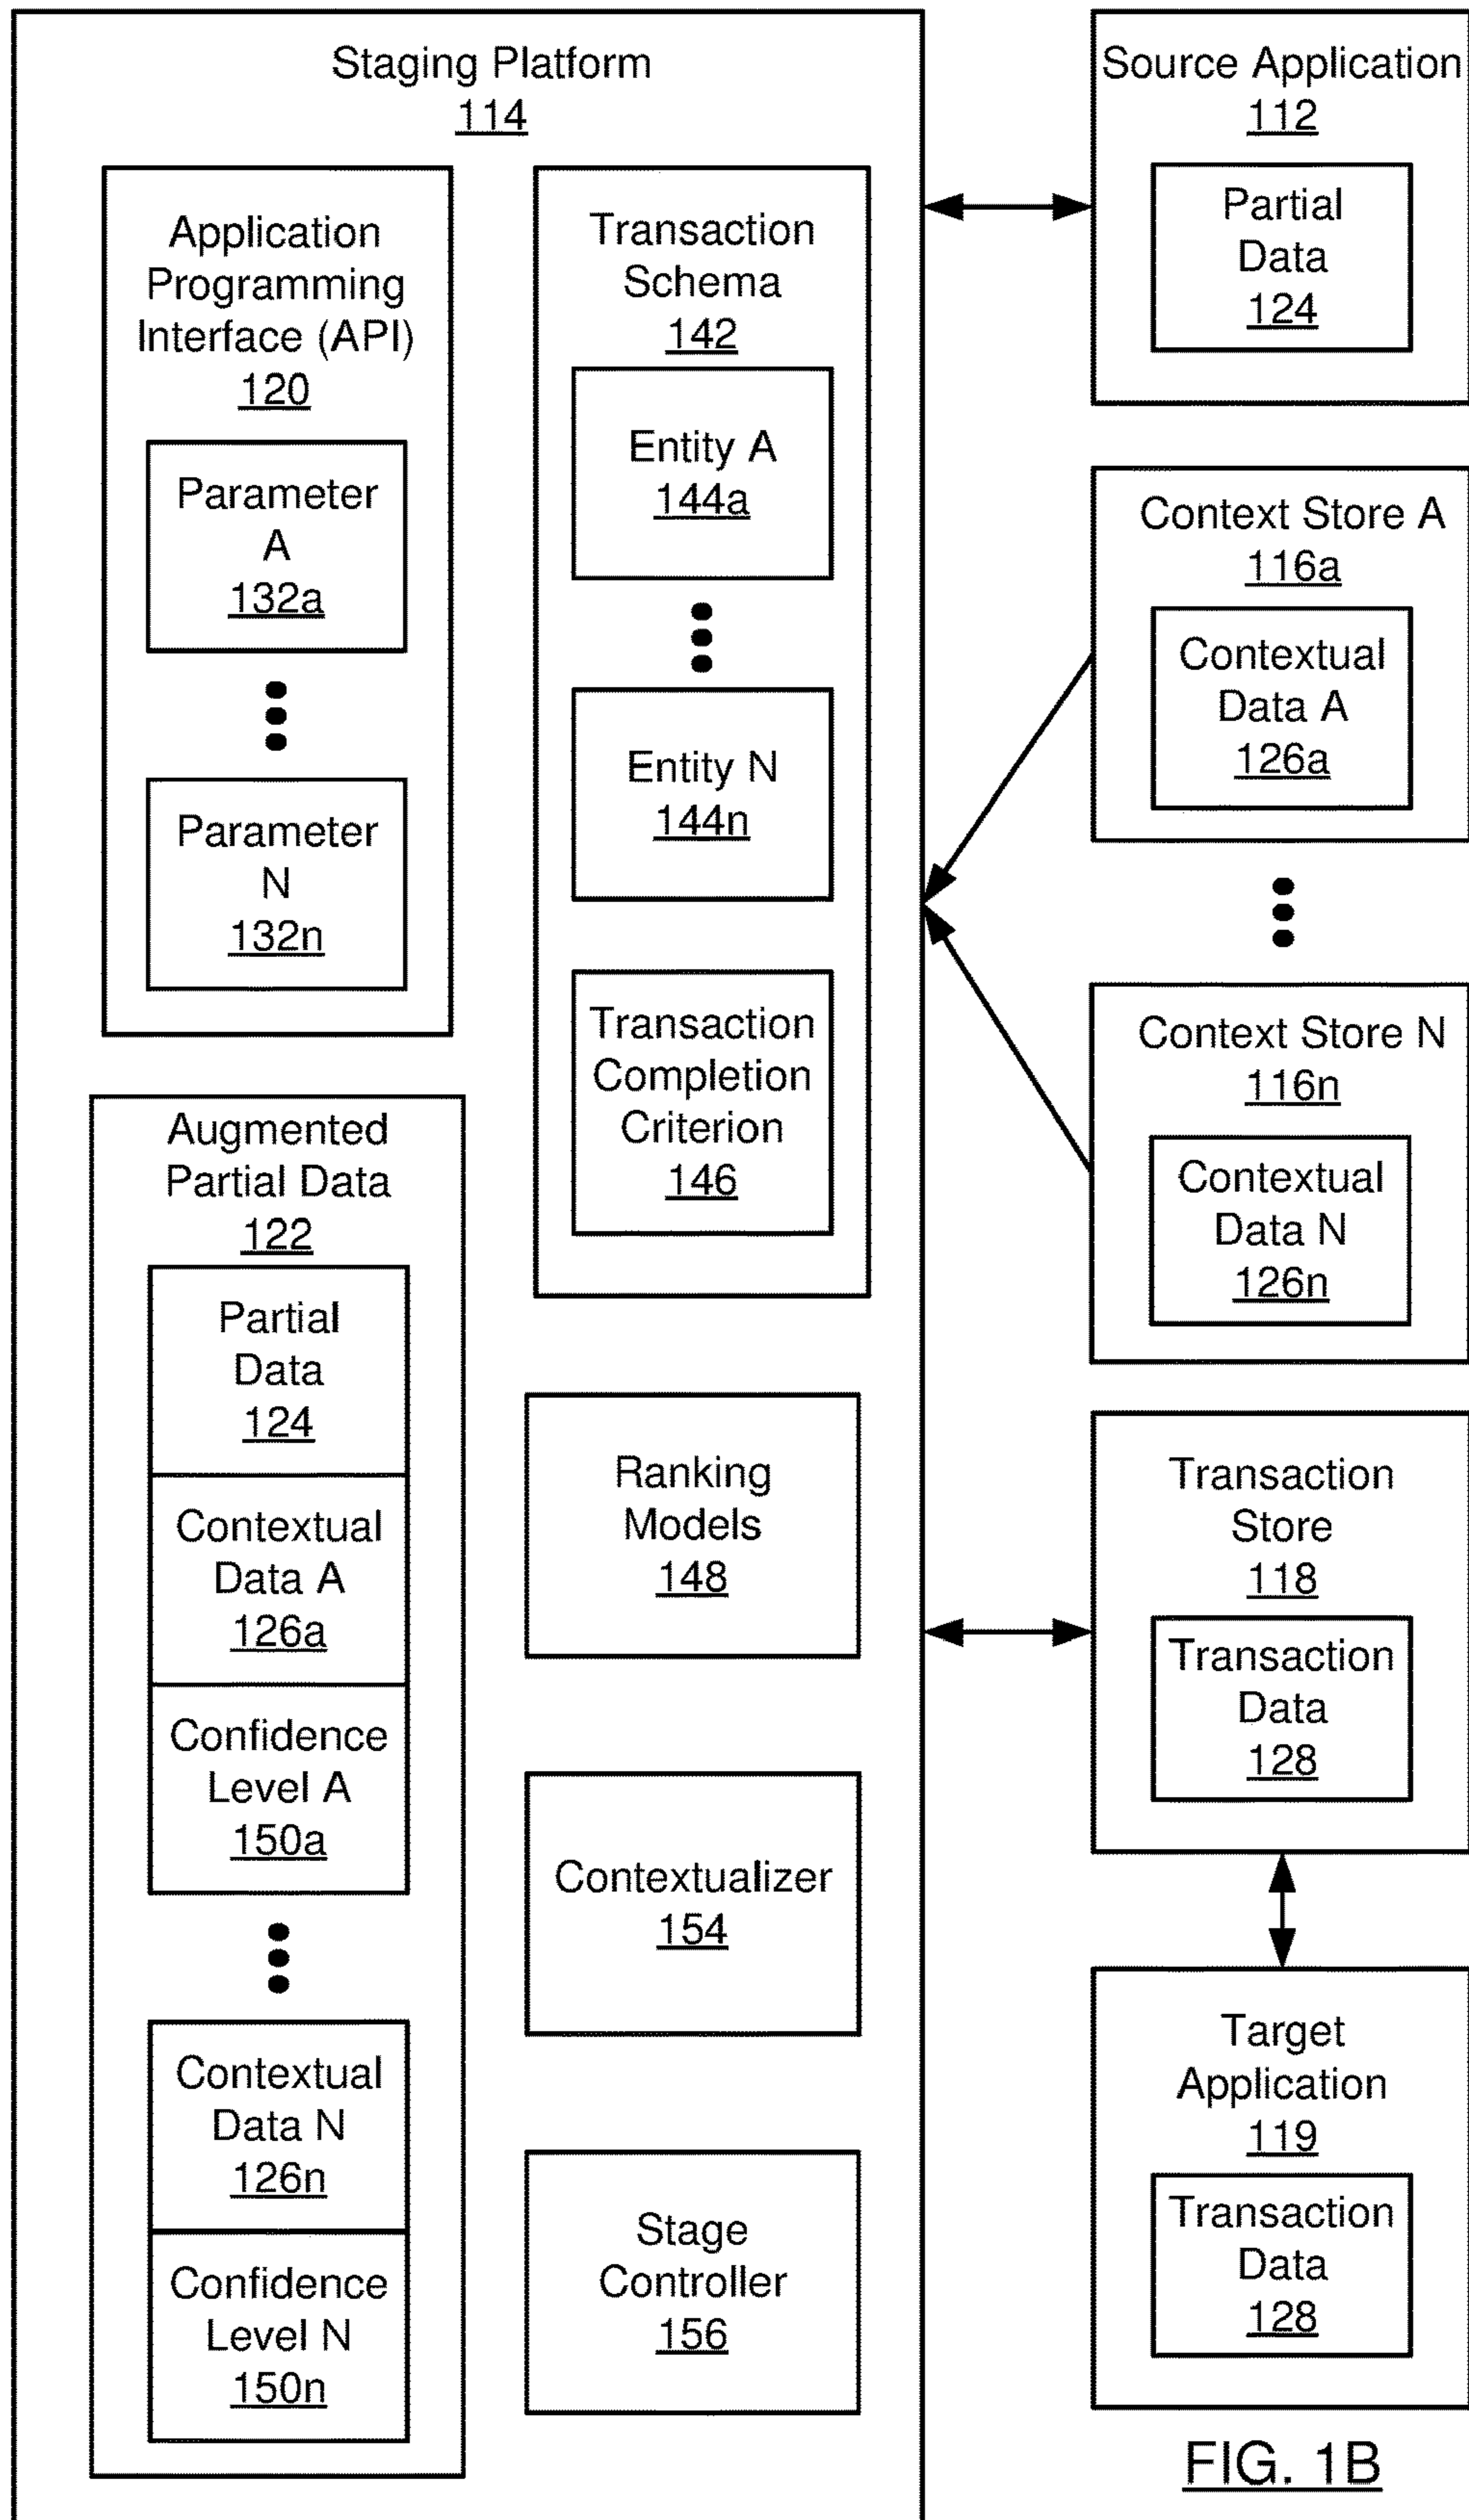 Staging Platform
114
Application
Programming
Interface (API)
120
Parameter
A
132a
Parameter
N
132n
Transaction
Schema
142
Entity A
144a
Entity N
144n
Transaction
Completion
Criterion
146
Augmented
Partial Data
122
Partial
Data
124
Contextual
Data A
126a
Confidence
Level A
150a
Contextual
Data N
126n
Confidence
Level N
150n
Ranking
Models
148
Contextualizer
154
Stage
Controller
156
Source Application
112
Partial
Data
124
Context Store A
116a
Contextual
Data A
126a
Context Store N
116n
Contextual
Data N
126n
Transaction
Store
118
Transaction
Data
128
Target
Application
119
Transaction
Data
128
FIG. 1B